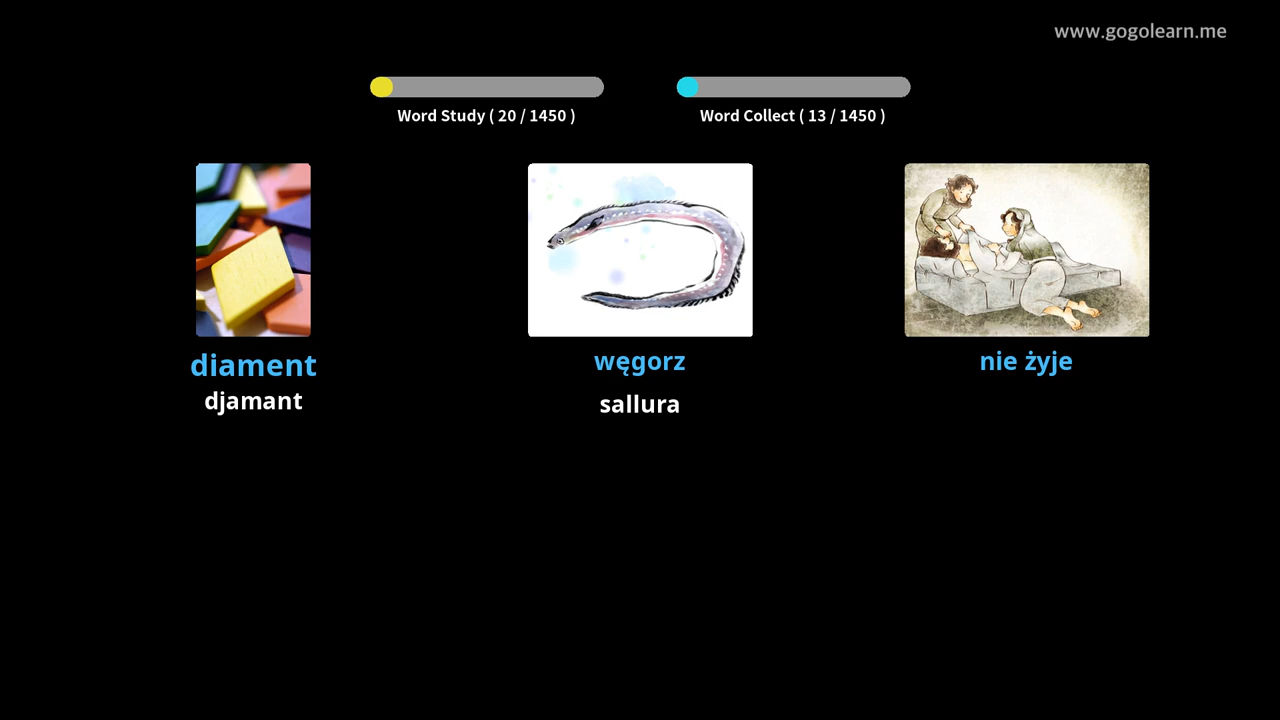 www.gogolearn.me
Word Study ( 20 / 1450 )
Word Collect ( 13 / 1450 )
diament
djamant
węgorz
sallura
nie żyje